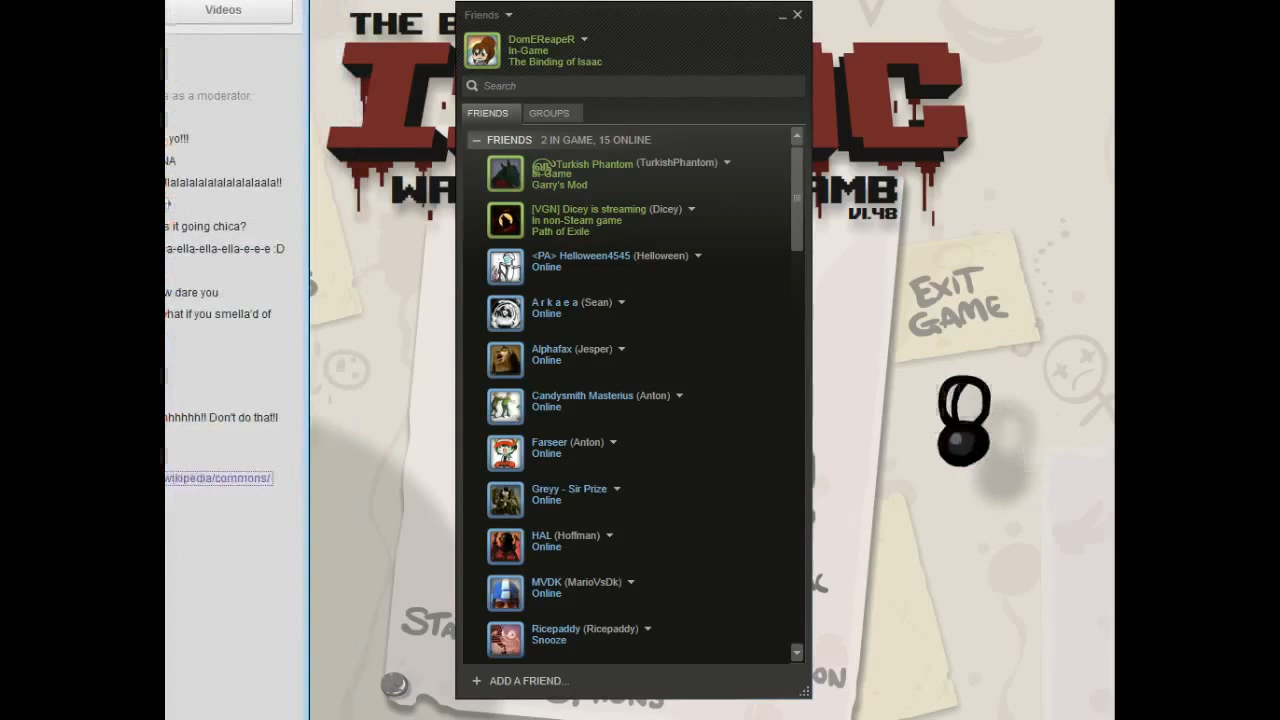 Videos
as a moderator.
yo!!!
NA
llalalalalalalalaala!!
it going chica?
a-ella-ella-ella-e-e-e :D
w dare you
what if you smella'd of
hhhhhh!! Don't do that!l
wikipedia/commons/
THE B
IS
C
WA
AMB
V1.48
EXIT
GAME
STA
ON
Friends
DomEReapeR
In-Game
The Binding of Isaac
Search
FRIENDS
GROUPS
FRIENDS 2 IN GAME, 15 ONLINE
Turkish Phantom (TurkishPhantom)
In-Game
Garry's Mod
[VGN] Dicey is streaming (Dicey)
In non-Steam game
Path of Exile
<PA> Helloween4545 (Helloween)
Online
A r k a e a (Sean)
Online
Alphafax (Jesper)
Online
Candysmith Masterius (Anton)
Online
Farseer (Anton)
Online
Greyy - Sir Prize
Online
HAL (Hoffman)
Online
MVDK (MarioVsDk)
Online
Ricepaddy (Ricepaddy)
Snooze
+ ADD A FRIEND...